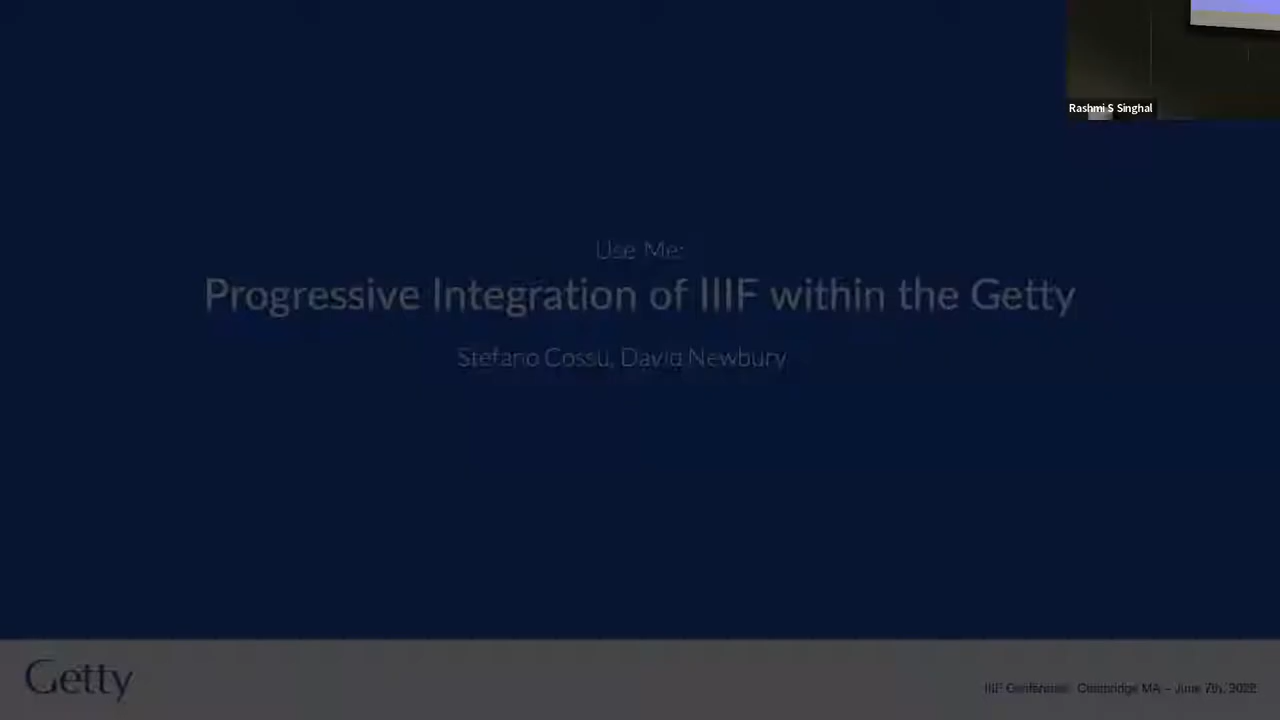 Rashmi S Singhal
Use Me:
Progressive Integration of IIIF within the Getty
Stefano Cossu, David Newbury
Getty
IIIF Conference, Cambridge MA – June 7th, 2022